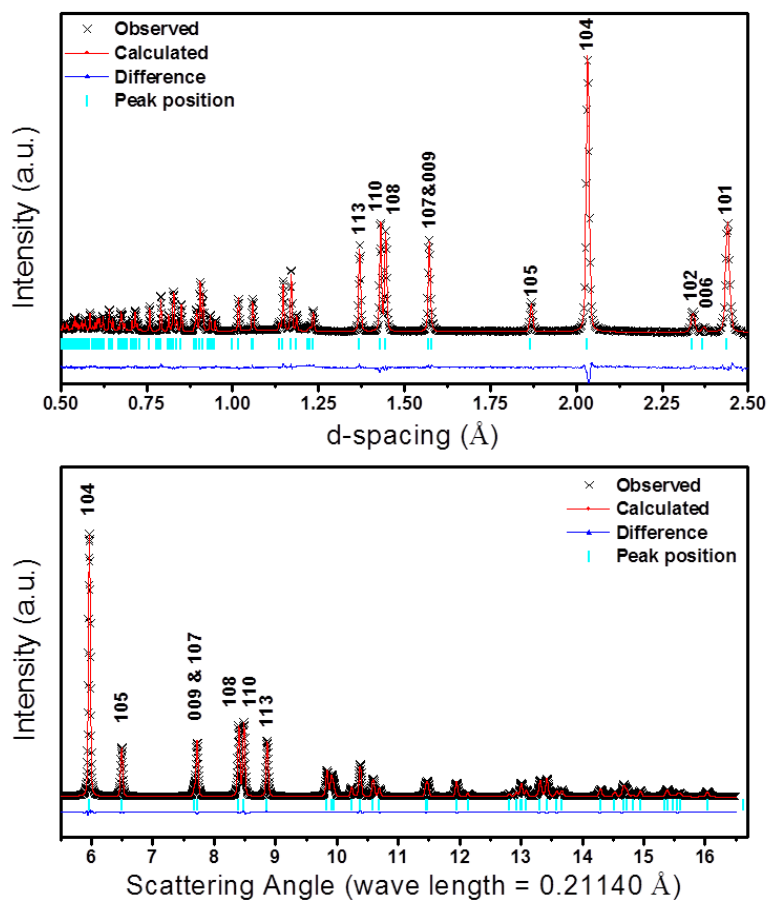 Observed
Calculated
Difference
Peak position
104
113
110
108
107&009
105
102
006
101
Intensity (a.u.)
0.50 0.75 1.00 1.25 1.50 1.75 2.00 2.25 2.50
d-spacing (Å)
Observed
Calculated
Difference
Peak position
104
105
009 & 107
108
110
113
Intensity (a.u.)
6 7 8 9 10 11 12 13 14 15 16
Scattering Angle (wave length = 0.21140 Å)